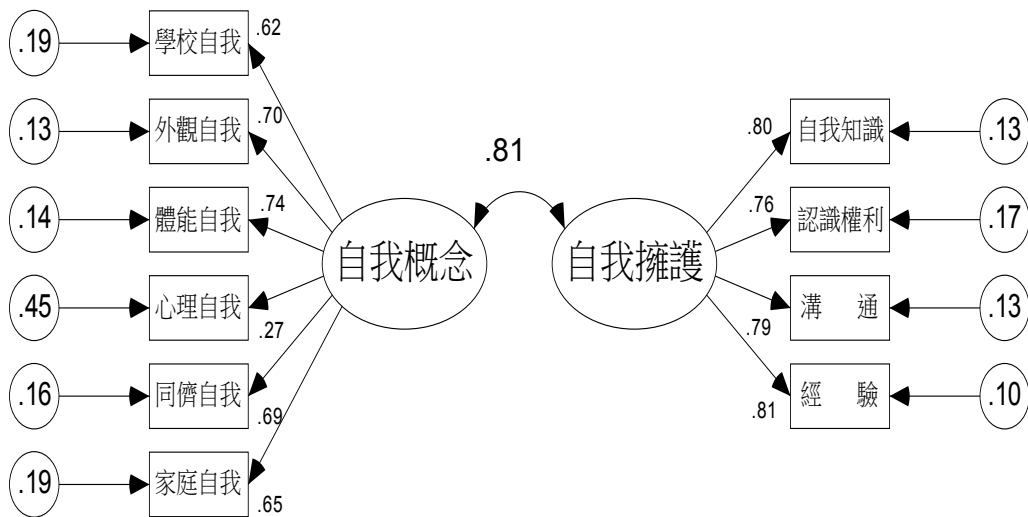 .19
學校自我
.62
.13
外觀自我
.70
.14
體能自我
.74
.45
心理自我
.27
.16
同儕自我
.69
.19
家庭自我
.65
自我概念
.81
自我擁護
.80
自我知識
.13
.76
認識權利
.17
.79
溝 通
.13
.81
經 驗
.10